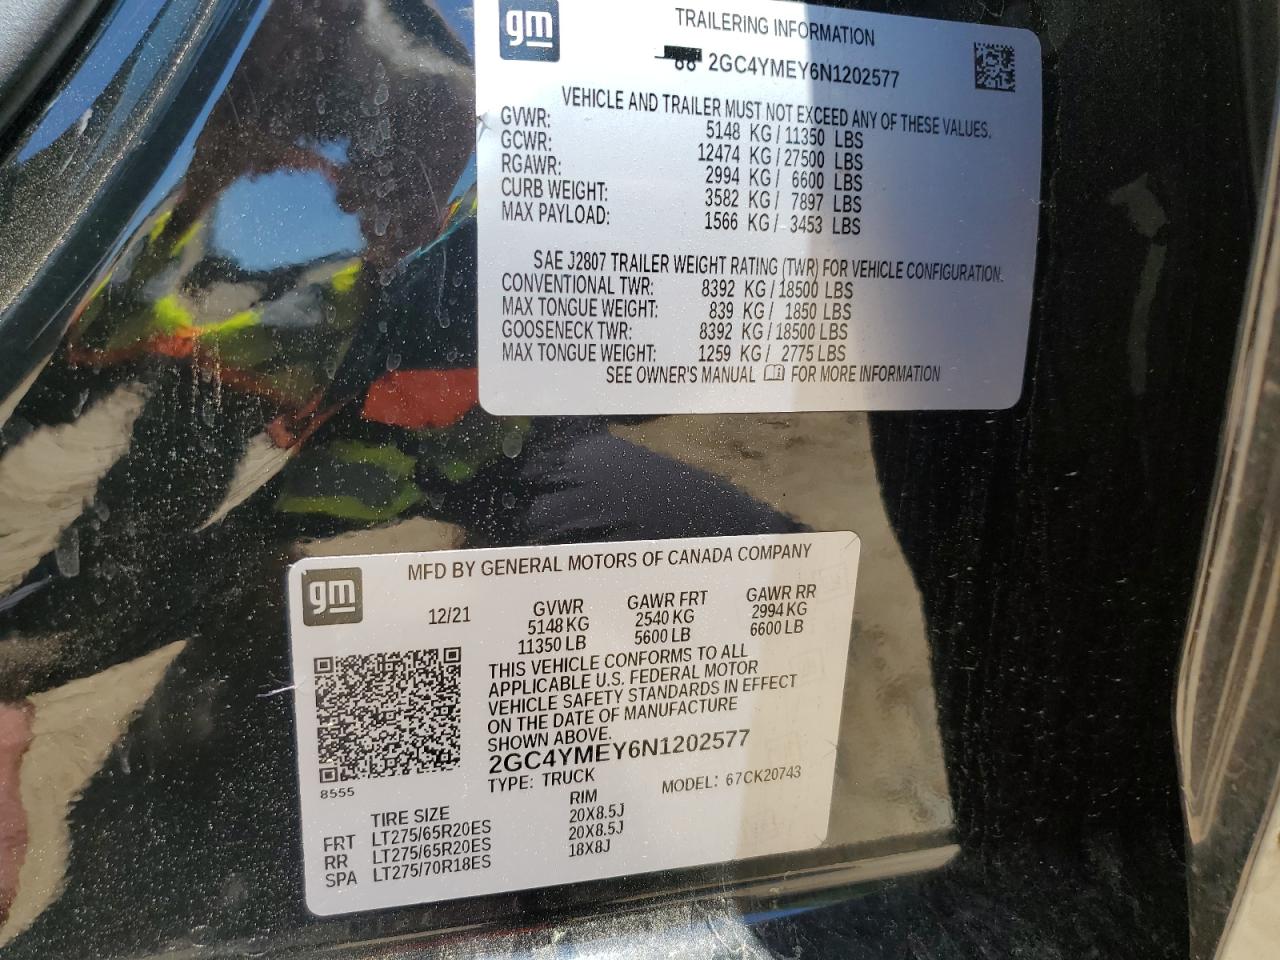 gm
TRAILERING INFORMATION
2GC4YMEY6N1202577
VEHICLE AND TRAILER MUST NOT EXCEED ANY OF THESE VALUES.
GVWR: 5148 KG / 11350 LBS
GCWR: 12474 KG / 27500 LBS
RGAWR: 2994 KG / 6600 LBS
CURB WEIGHT: 3582 KG / 7897 LBS
MAX PAYLOAD: 1566 KG / 3453 LBS
SAE J2807 TRAILER WEIGHT RATING (TWR) FOR VEHICLE CONFIGURATION.
CONVENTIONAL TWR: 8392 KG / 18500 LBS
MAX TONGUE WEIGHT: 839 KG / 1850 LBS
GOOSENECK TWR: 8392 KG / 18500 LBS
MAX TONGUE WEIGHT: 1259 KG / 2775 LBS
SEE OWNER'S MANUAL FOR MORE INFORMATION
gm
MFD BY GENERAL MOTORS OF CANADA COMPANY
12/21 GVWR GAWR FRT GAWR RR
5148 KG 2540 KG 2994 KG
11350 LB 5600 LB 6600 LB
THIS VEHICLE CONFORMS TO ALL
APPLICABLE U.S. FEDERAL MOTOR
VEHICLE SAFETY STANDARDS IN EFFECT
ON THE DATE OF MANUFACTURE
SHOWN ABOVE.
2GC4YMEY6N1202577
TYPE: TRUCK MODEL: 67CK20743
8555
TIRE SIZE RIM
FRT LT275/65R20ES 20X8.5J
RR LT275/65R20ES 20X8.5J
SPA LT275/70R18ES 18X8J